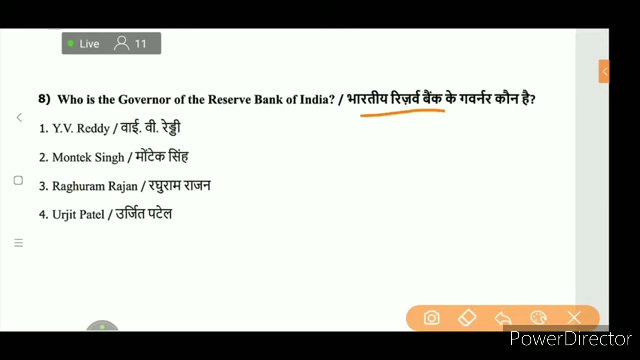 Live 11
8) Who is the Governor of the Reserve Bank of India? / भारतीय रिज़र्व बैंक के गवर्नर कौन है?
1. Y.V. Reddy / वाई. वी. रेड्डी
2. Montek Singh / मोंटेक सिंह
3. Raghuram Rajan / रघुराम राजन
4. Urjit Patel / उर्जित पटेल
PowerDirector